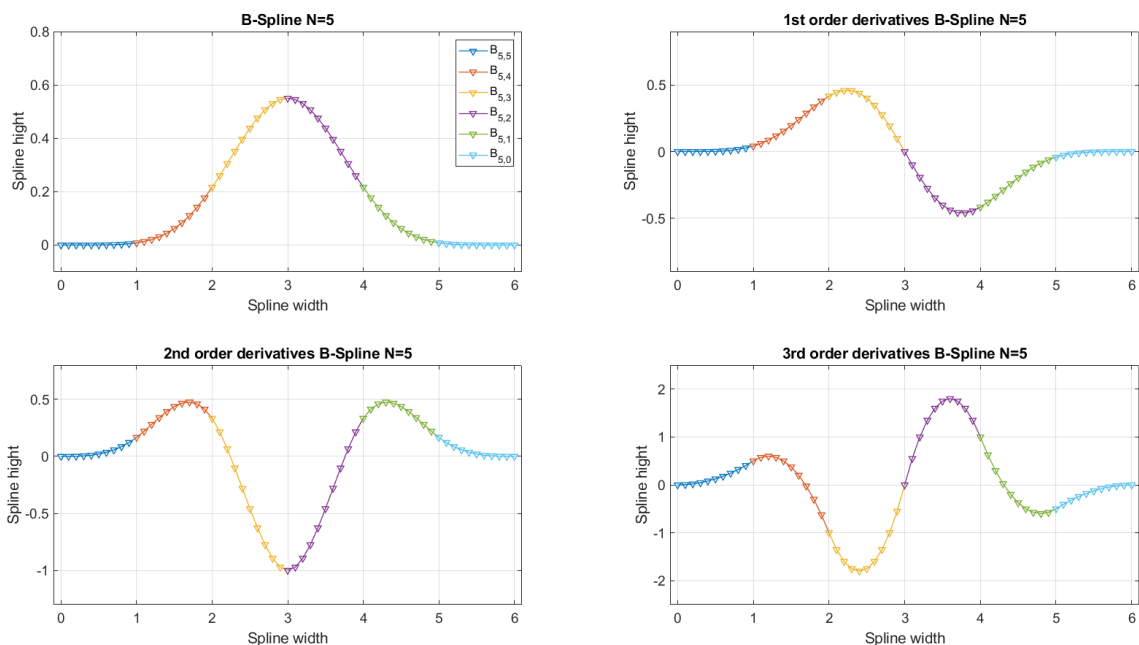 B-Spline N=5
0.8
0.6
0.4
0.2
0
Spline hight
B5,5
B5,4
B5,3
B5,2
B5,1
B5,0
0 1 2 3 4 5 6
Spline width
1st order derivatives B-Spline N=5
0.5
0
-0.5
Spline hight
0 1 2 3 4 5 6
Spline width
2nd order derivatives B-Spline N=5
0.5
0
-0.5
-1
Spline hight
0 1 2 3 4 5 6
Spline width
3rd order derivatives B-Spline N=5
2
1
0
-1
-2
Spline hight
0 1 2 3 4 5 6
Spline width